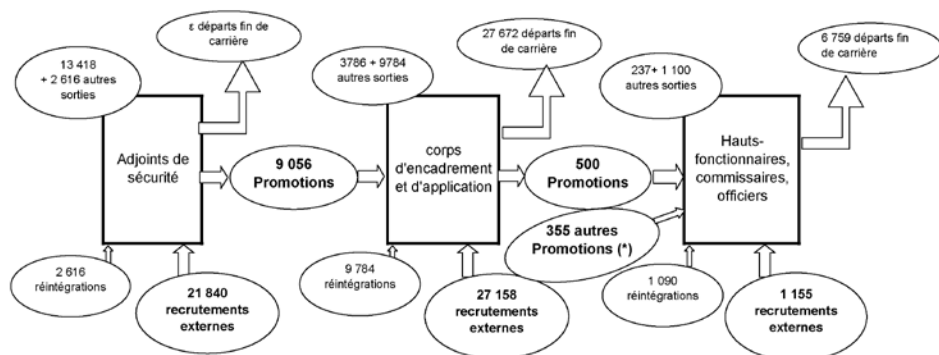 ε départs fin de
carrière
27 672 départs fin
de carrière
6 759 départs fin
de carrière
13 418
+ 2 616 autres
sorties
3786 + 9784
autres sorties
237+ 1 100
autres sorties
Adjoints de
sécurité
9 056
Promotions
corps
d'encadrement
et d'application
500
Promotions
Hauts-
fonctionnaires,
commissaires,
officiers
355 autres
Promotions (*)
2 616
réintégrations
21 840
recrutements
externes
9 784
réintégrations
27 158
recrutements
externes
1 090
réintégrations
1 155
recrutements
externes